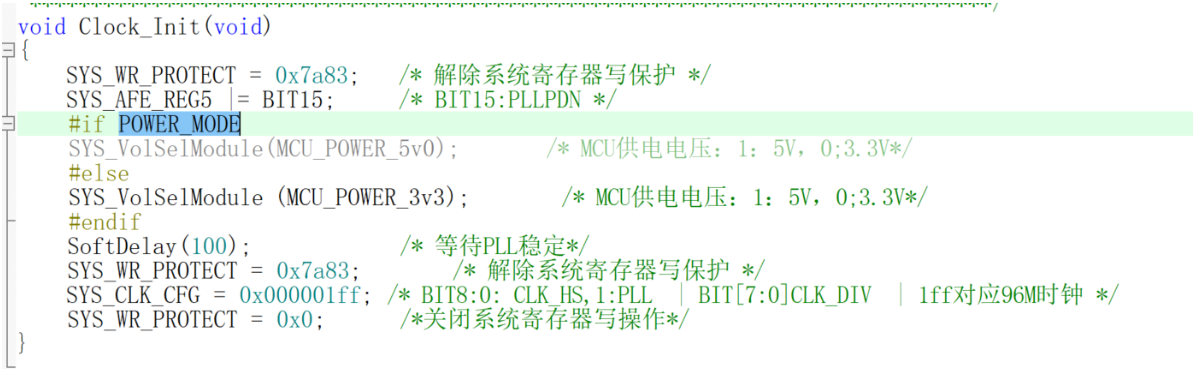 ************************************************************************************/
void Clock_Init(void)
{
    SYS_WR_PROTECT = 0x7a83;   /* 解除系统寄存器写保护 */
    SYS_AFE_REG5 |= BIT15;     /* BIT15:PLLPDN */
    #if POWER_MODE
    SYS_VolSelModule(MCU_POWER_5v0);        /* MCU供电电压：1：5V，0;3.3V*/
    #else
    SYS_VolSelModule (MCU_POWER_3v3);        /* MCU供电电压：1：5V，0;3.3V*/
    #endif
    SoftDelay(100);            /* 等待PLL稳定*/
    SYS_WR_PROTECT = 0x7a83;       /* 解除系统寄存器写保护 */
    SYS_CLK_CFG = 0x000001ff; /* BIT8:0: CLK_HS,1:PLL  | BIT[7:0]CLK_DIV  | 1ff对应96M时钟 */
    SYS_WR_PROTECT = 0x0;      /*关闭系统寄存器写操作*/
}